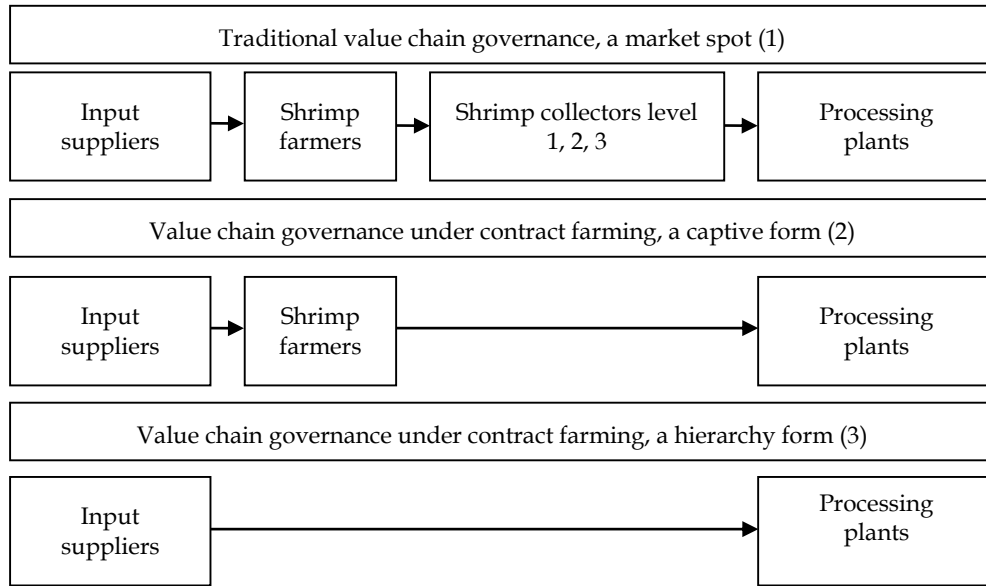 Traditional value chain governance, a market spot (1)
Input
suppliers
Shrimp
farmers
Shrimp collectors level
1, 2, 3
Processing
plants
Value chain governance under contract farming, a captive form (2)
Input
suppliers
Shrimp
farmers
Processing
plants
Value chain governance under contract farming, a hierarchy form (3)
Input
suppliers
Processing
plants